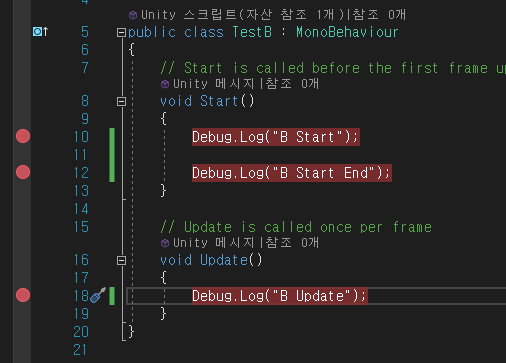 Unity 스크립트(자산 참조 1개)|참조 0개
5 public class TestB : MonoBehaviour
6 {
7 // Start is called before the first frame up
Unity 메시지|참조 0개
8 void Start()
9 {
10 Debug.Log("B Start");
11
12 Debug.Log("B Start End");
13 }
14
15 // Update is called once per frame
Unity 메시지|참조 0개
16 void Update()
17 {
18 Debug.Log("B Update");
19 }
20 }
21